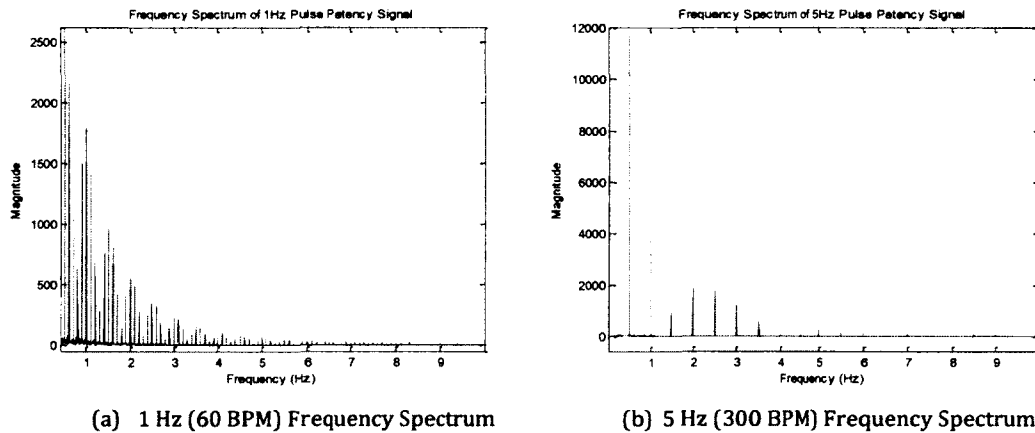 Frequency Spectrum of 1Hz Pulse Patency Signal
2500
2000
1500
1000
500
0
Magnitude
1 2 3 4 5 6 7 8 9
Frequency (Hz)
(a) 1 Hz (60 BPM) Frequency Spectrum
Frequency Spectrum of 5Hz Pulse Patency Signal
12000
10000
8000
6000
4000
2000
0
Magnitude
1 2 3 4 5 6 7 8 9
Frequency (Hz)
(b) 5 Hz (300 BPM) Frequency Spectrum